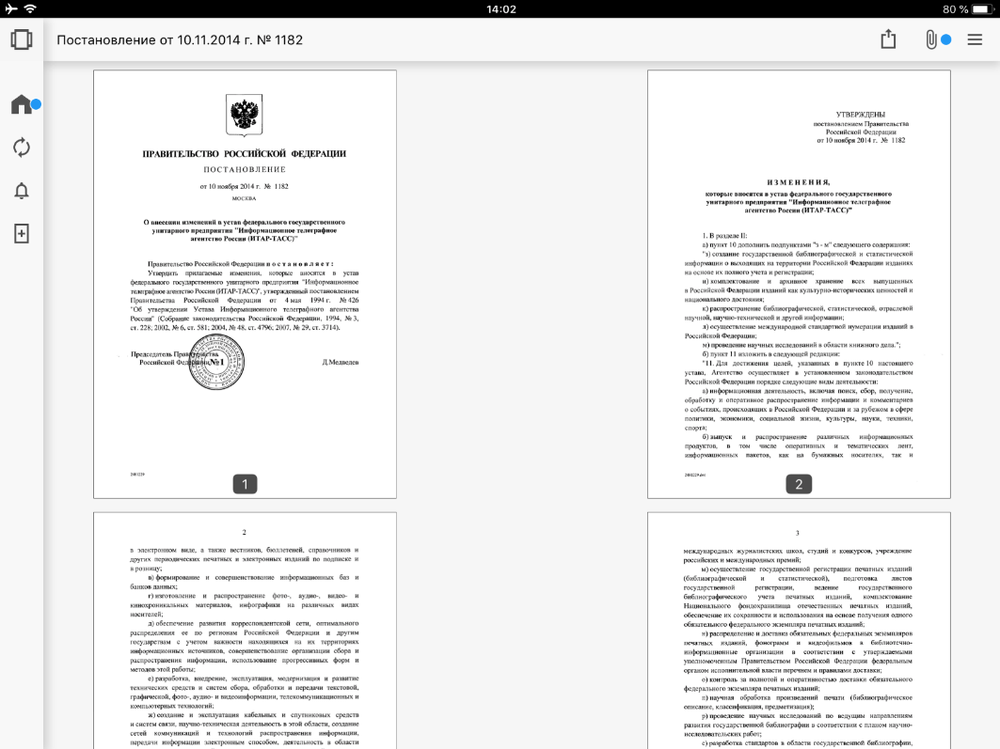 14:02
80 %
Постановление от 10.11.2014 г. № 1182
ПРАВИТЕЛЬСТВО РОССИЙСКОЙ ФЕДЕРАЦИИ
ПОСТАНОВЛЕНИЕ
от 10 ноября 2014 г. № 1182
МОСКВА
О внесении изменений в устав федерального государственного
унитарного предприятия "Информационное телеграфное
агентство России (ИТАР-ТАСС)"
Правительство Российской Федерации постановляет:
Утвердить прилагаемые изменения, которые вносятся в устав
федерального государственного унитарного предприятия "Информационное
телеграфное агентство России (ИТАР-ТАСС)", утвержденный постановлением
Правительства Российской Федерации от 4 мая 1994 г. № 426
"Об утверждении Устава Информационного телеграфного агентства
России" (Собрание законодательства Российской Федерации, 1994, № 3,
ст. 228; 2002, № 6, ст. 581; 2004, № 48, ст. 4796; 2007, № 29, ст. 3714).
Председатель Правительства
Российской Федерации
№1
Д.Медведев
1
УТВЕРЖДЕНЫ
постановлением Правительства
Российской Федерации
от 10 ноября 2014 г. № 1182
ИЗМЕНЕНИЯ,
которые вносятся в устав федерального государственного
унитарного предприятия "Информационное телеграфное
агентство России (ИТАР-ТАСС)"
1. В разделе II:
а) пункт 10 дополнить подпунктами "з - м" следующего содержания:
"з) создание государственной библиографической и статистической
информации о выходящих на территории Российской Федерации изданиях
на основе их полного учета и регистрации;
и) комплектование и архивное хранение всех выпущенных
в Российской Федерации изданий как культурно-исторических ценностей и
национального достояния;
к) распространение библиографической, статистической, отраслевой
научной, научно-технической и другой информации;
л) осуществление международной стандартной нумерации изданий в
Российской Федерации;
м) проведение научных исследований в области книжного дела.";
б) пункт 11 изложить в следующей редакции:
"11. Для достижения целей, указанных в пункте 10 настоящего
устава, Агентство осуществляет в установленном законодательством
Российской Федерации порядке следующие виды деятельности:
а) информационная деятельность, включая поиск, сбор, получение,
обработку и оперативное распространение информации и комментариев
о событиях, происходящих в Российской Федерации и за рубежом в сфере
политики, экономики, социальной жизни, культуры, науки, техники,
спорта;
б) выпуск и распространение различных информационных
продуктов, в том числе оперативных и тематических лент,
информационных пакетов, как на бумажных носителях, так и
2
2
в электронном виде, а также вестников, бюллетеней, справочников и
других периодических печатных и электронных изданий по подписке и
в розницу;
в) формирование и совершенствование информационных баз и
банков данных;
г) изготовление и распространение фото-, аудио-, видео- и
кинохроникальных материалов, инфографики на различных видах
носителей;
д) обеспечение развития корреспондентской сети, оптимального
распределения ее по регионам Российской Федерации и другим
государствам с учетом важности находящихся на их территориях
информационных источников, совершенствование организации сбора и
распространения информации, использование прогрессивных форм и
методов этой работы;
е) разработка, внедрение, эксплуатация, модернизация и развитие
технических средств и систем сбора, обработки и передачи текстовой,
графической, фото-, аудио- и видеоинформации, телекоммуникационных и
компьютерных технологий;
ж) создание и эксплуатация кабельных и спутниковых средств
и систем связи, научно-техническая деятельность в этой области, создание
сетей коммуникаций и технологий распространения информации,
передачи информации электронным способом, деятельность в области
3
международных журналистских школ, студий и конкурсов, учреждение
российских и международных премий;
м) осуществление государственной регистрации печатных изданий
(библиографической и статистической), подготовка листов
государственной регистрации, ведение государственного
библиографического учета печатных изданий, комплектование
Национального фондохранилища отечественных печатных изданий,
обеспечение их сохранности и использования на основе получения одного
обязательного федерального экземпляра печатных изданий;
н) распределение и доставка обязательных федеральных экземпляров
печатных изданий, фонограмм и видеофильмов в библиотечно-
информационные организации в соответствии с утверждаемыми
уполномоченным Правительством Российской Федерации федеральным
органом исполнительной власти перечнем и правилами доставки;
о) контроль за полнотой и оперативностью доставки обязательного
федерального экземпляра печатных изданий;
п) научная обработка произведений печати (библиографическое
описание, классификация, предметизация);
р) проведение научных исследований по ведущим направлениям
развития государственной библиографии в соответствии с планом научно-
исследовательских работ;
с) разработка стандартов в области государственной библиографии,